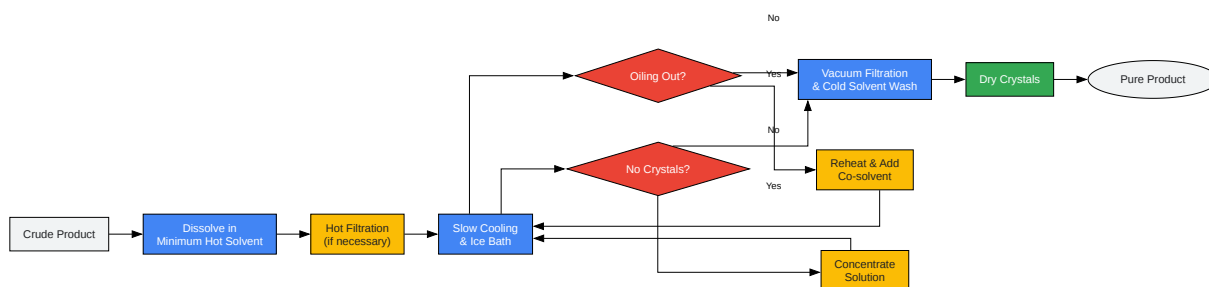 No
Oiling Out?
Yes
Vacuum Filtration
& Cold Solvent Wash
Dry Crystals
Pure Product
No
No Crystals?
Reheat & Add
Co-solvent
Yes
Crude Product
Dissolve in
Minimum Hot Solvent
Hot Filtration
(if necessary)
Slow Cooling
& Ice Bath
Concentrate
Solution